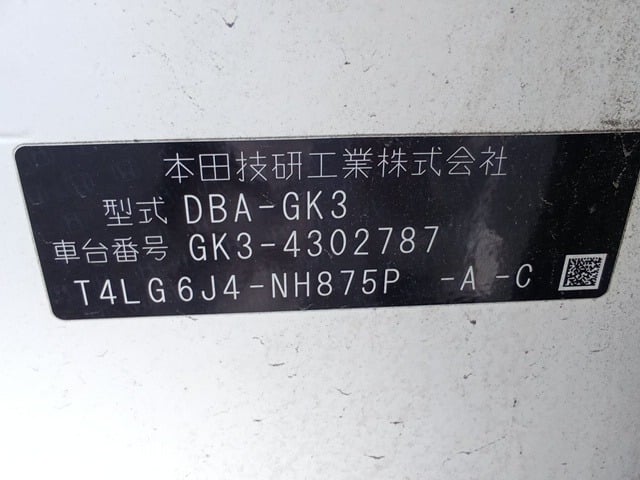 本田技研工業株式会社
型式 DBA-GK3
車台番号 GK3-4302787
T4LG6J4-NH875P -A -C